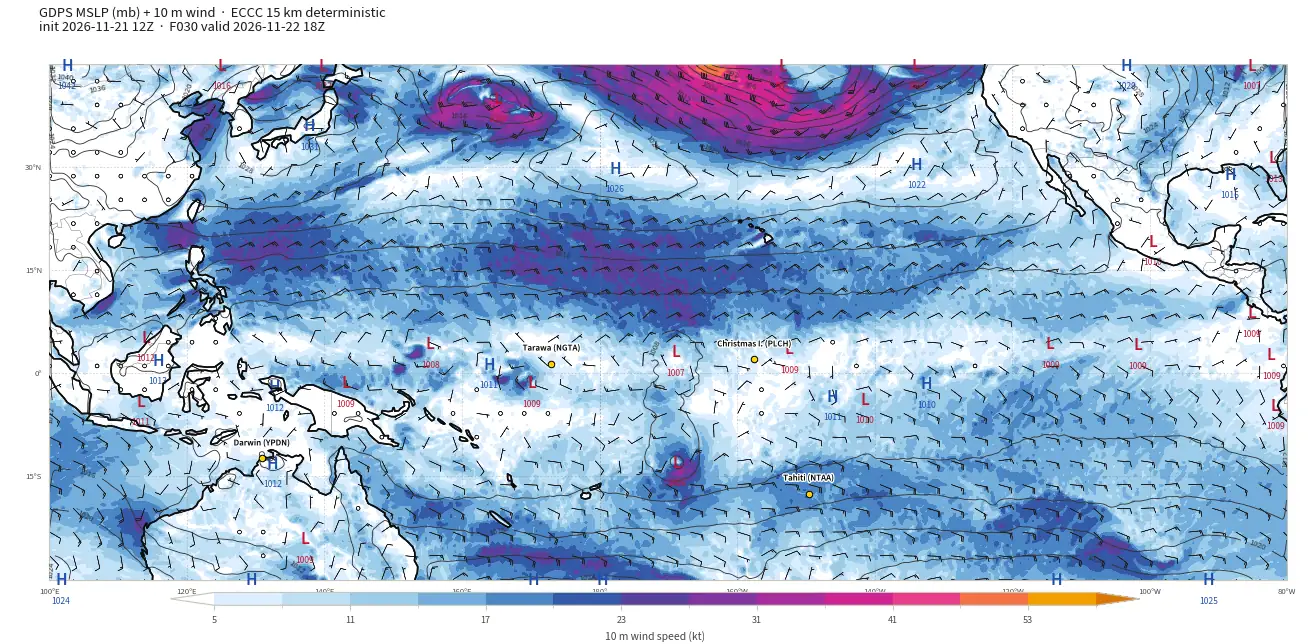 GDPS MSLP (mb) + 10 m wind · ECCC 15 km deterministic
init 2026-11-21 12Z · F030 valid 2026-11-22 18Z
H
1042
L
1016
L
H
1031
L
L
H
1028
L
1007
H
1026
H
1022
H
1016
L
L
30°N
15°N
0°
15°S
L
1012
H
1013
L
1011
H
1012
L
1009
L
1008
H
1011
L
1009
Tarawa (NGTA)
L
1007
Christmas I. (PLCH)
L
1009
H
1011
L
1010
H
1010
L
1009
L
1009
L
1009
L
1009
L
1009
Darwin (YPDN)
H
1012
L
1009
L
Tahiti (NTAA)
H
1024
H
H
H
H
H
1025
100°E
120°E
140°E
160°E
180°
160°W
140°W
120°W
100°W
80°W
5
11
17
23
31
41
53
10 m wind speed (kt)